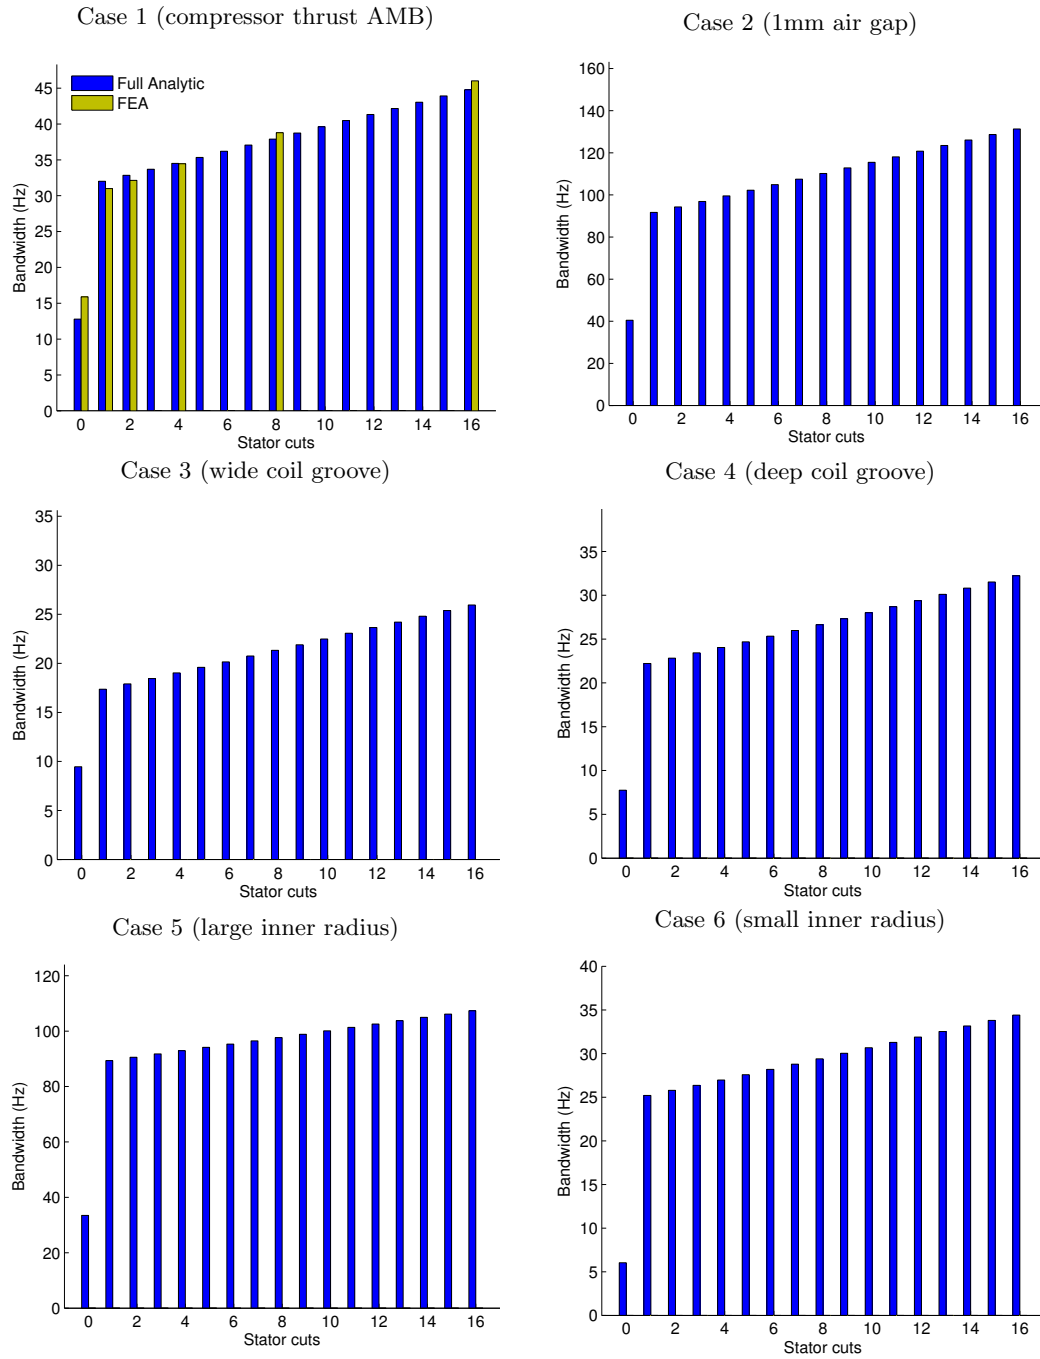 Case 1 (compressor thrust AMB)
45
40
35
30
25
20
15
10
5
0
Bandwidth (Hz)
Full Analytic
FEA
0 2 4 6 8 10 12 14 16
Stator cuts
Case 2 (1mm air gap)
160
140
120
100
80
60
40
20
0
Bandwidth (Hz)
0 2 4 6 8 10 12 14 16
Stator cuts
Case 3 (wide coil groove)
35
30
25
20
15
10
5
0
Bandwidth (Hz)
0 2 4 6 8 10 12 14 16
Stator cuts
Case 4 (deep coil groove)
35
30
25
20
15
10
5
0
Bandwidth (Hz)
0 2 4 6 8 10 12 14 16
Stator cuts
Case 5 (large inner radius)
120
100
80
60
40
20
0
Bandwidth (Hz)
0 2 4 6 8 10 12 14 16
Stator cuts
Case 6 (small inner radius)
40
35
30
25
20
15
10
5
0
Bandwidth (Hz)
0 2 4 6 8 10 12 14 16
Stator cuts